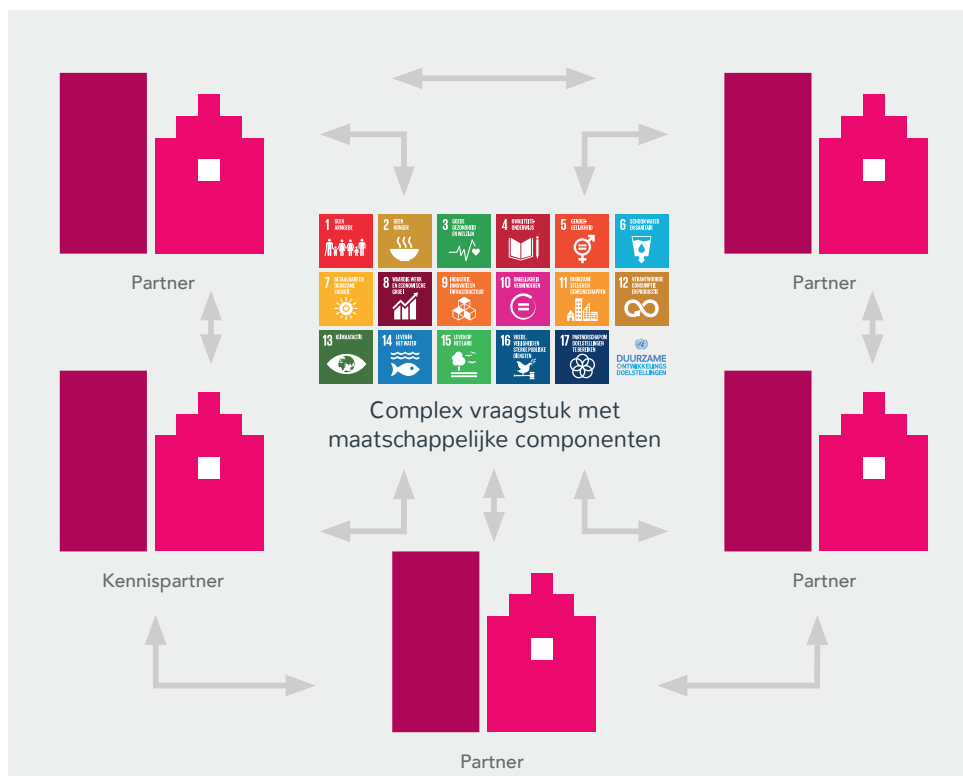 Partner
Partner
1 GEEN
ARMOEDE
2 GEEN
HONGER
3 GOEDE
GEZONDHEID
EN WELZIJN
4 KWALITEITS-
ONDERWIJS
5 GENDER-
GELIJKHEID
6 SCHOON WATER
EN SANITAIR
7 BETAALBARE EN
DUURZAME
ENERGIE
8 WAARDIG WERK
EN ECONOMISCHE
GROEI
9 INDUSTRIE,
INNOVATIE EN
INFRASTRUCTUUR
10 ONGELIJKHEID
VERMINDEREN
11 DUURZAME
STEDEN EN
GEMEENSCHAPPEN
12 VERANTWOORDE
CONSUMPTIE
EN PRODUCTIE
13 KLIMAATACTIE
14 LEVEN IN
HET WATER
15 LEVEN OP
HET LAND
16 VREDE,
VEILIGHEID EN
STERKE PUBLIEKE
DIENSTEN
17 PARTNERSCHAP OM
DOELSTELLINGEN
TE BEREIKEN
DUURZAME
ONTWIKKELINGS
DOELSTELLINGEN
Complex vraagstuk met
maatschappelijke componenten
Kennispartner
Partner
Partner